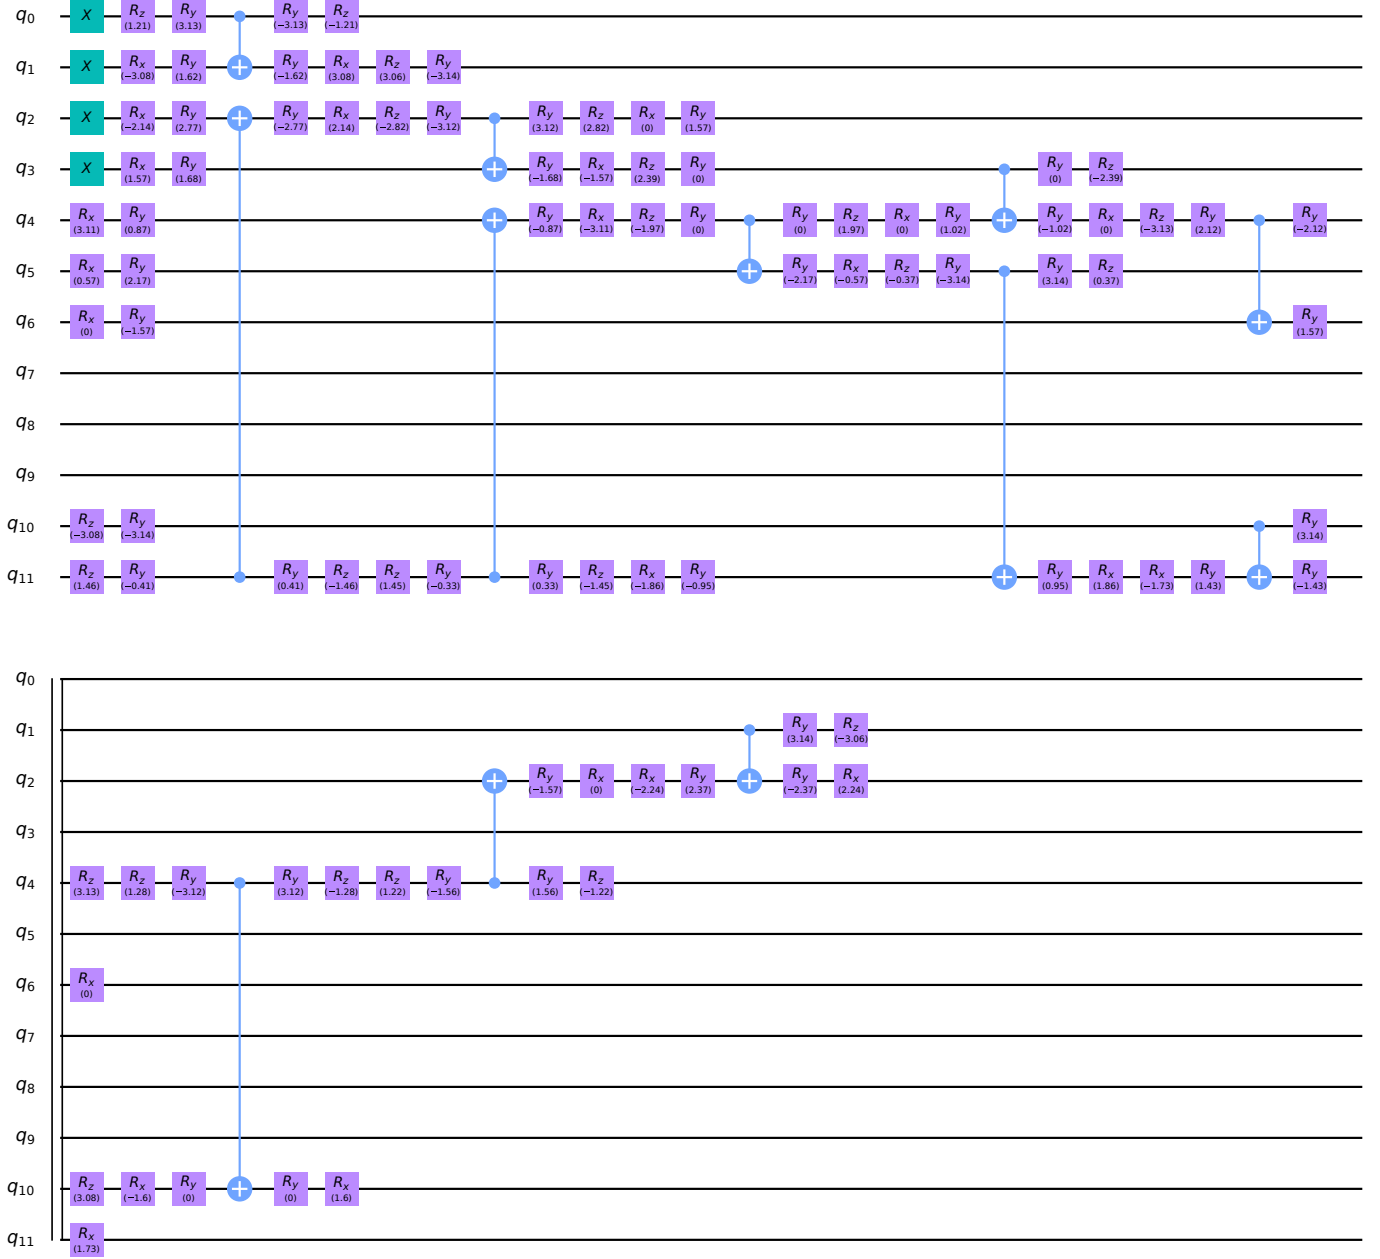 q0 X Rz (1.21) Ry (3.13) Ry (−3.13) Rz (−1.21)
q1 X Rx (−3.08) Ry (1.62) Ry (−1.62) Rx (3.08) Rz (3.06) Ry (−3.14)
q2 X Rx (−2.14) Ry (2.77) Ry (−2.77) Rx (2.14) Rz (−2.82) Ry (−3.12) Ry (3.12) Rz (2.82) Rx (0) Ry (1.57)
q3 X Rx (1.57) Ry (1.68) Ry (−1.68) Rx (−1.57) Rz (2.39) Ry (0) Ry (0) Rz (−2.39)
q4 Rx (3.11) Ry (0.87) Ry (−0.87) Rx (−3.11) Rz (−1.97) Ry (0) Ry (0) Rz (1.97) Rx (0) Ry (1.02) Ry (−1.02) Rx (0) Rz (−3.13) Ry (2.12) Ry (−2.12)
q5 Rx (0.57) Ry (2.17) Ry (−2.17) Rx (−0.57) Rz (−0.37) Ry (−3.14) Ry (3.14) Rz (0.37)
q6 Rx (0) Ry (−1.57) Ry (1.57)
q7
q8
q9
q10 Rz (−3.08) Ry (−3.14) Ry (3.14)
q11 Rz (1.46) Ry (−0.41) Ry (0.41) Rz (−1.46) Rz (1.45) Ry (−0.33) Ry (0.33) Rz (−1.45) Rx (−1.86) Ry (−0.95) Ry (0.95) Rx (1.86) Rx (−1.73) Ry (1.43) Ry (−1.43)
q0
q1 Ry (3.14) Rz (−3.06)
q2 Ry (−1.57) Rx (0) Rx (−2.24) Ry (2.37) Ry (−2.37) Rx (2.24)
q3
q4 Rz (3.13) Rz (1.28) Ry (−3.12) Ry (3.12) Rz (−1.28) Rz (1.22) Ry (−1.56) Ry (1.56) Rz (−1.22)
q5
q6 Rx (0)
q7
q8
q9
q10 Rz (3.08) Rx (−1.6) Ry (0) Ry (0) Rx (1.6)
q11 Rx (1.73)